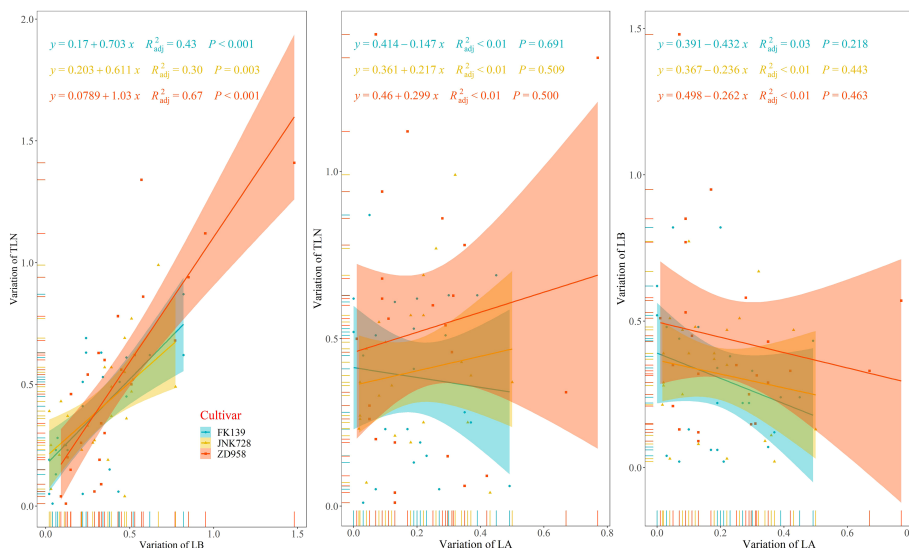 2.0
1.5
1.0
0.5
0.0
Variation of TLN
y = 0.17 + 0.703 x R²adj = 0.43 P < 0.001
y = 0.203 + 0.611 x R²adj = 0.30 P = 0.003
y = 0.0789 + 1.03 x R²adj = 0.67 P < 0.001
Cultivar
FK139
JNK728
ZD958
0.0 0.5 1.0 1.5
Variation of LB
1.0
0.5
0.0
Variation of TLN
y = 0.414 − 0.147 x R²adj < 0.01 P = 0.691
y = 0.361 + 0.217 x R²adj < 0.01 P = 0.509
y = 0.46 + 0.299 x R²adj < 0.01 P = 0.500
0.0 0.2 0.4 0.6 0.8
Variation of LA
1.5
1.0
0.5
0.0
Variation of LB
y = 0.391 − 0.432 x R²adj = 0.03 P = 0.218
y = 0.367 − 0.236 x R²adj < 0.01 P = 0.443
y = 0.498 − 0.262 x R²adj < 0.01 P = 0.463
0.0 0.2 0.4 0.6 0.8
Variation of LA